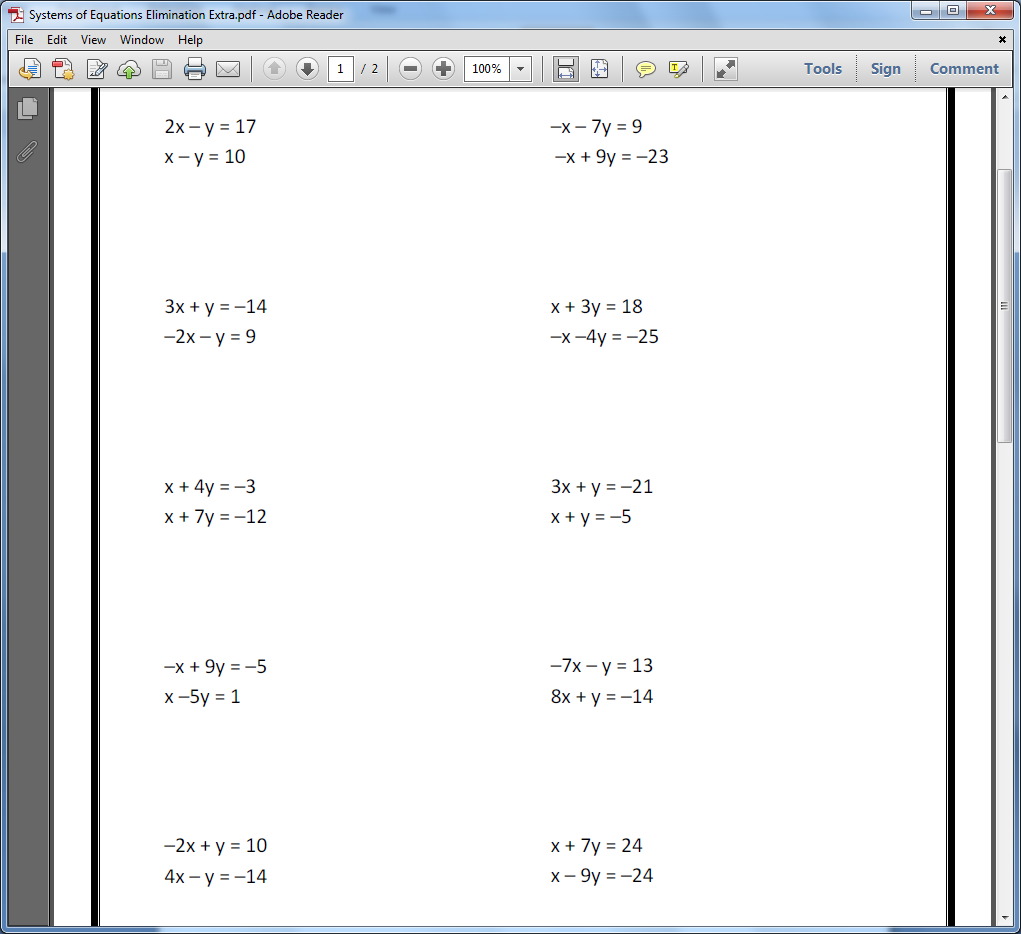 Systems of Equations Elimination Extra.pdf - Adobe Reader
File Edit View Window Help
1 / 2 100% Tools Sign Comment
2x – y = 17
x – y = 10
–x – 7y = 9
–x + 9y = –23
3x + y = –14
–2x – y = 9
x + 3y = 18
–x –4y = –25
x + 4y = –3
x + 7y = –12
3x + y = –21
x + y = –5
–x + 9y = –5
x –5y = 1
–7x – y = 13
8x + y = –14
–2x + y = 10
4x – y = –14
x + 7y = 24
x – 9y = –24